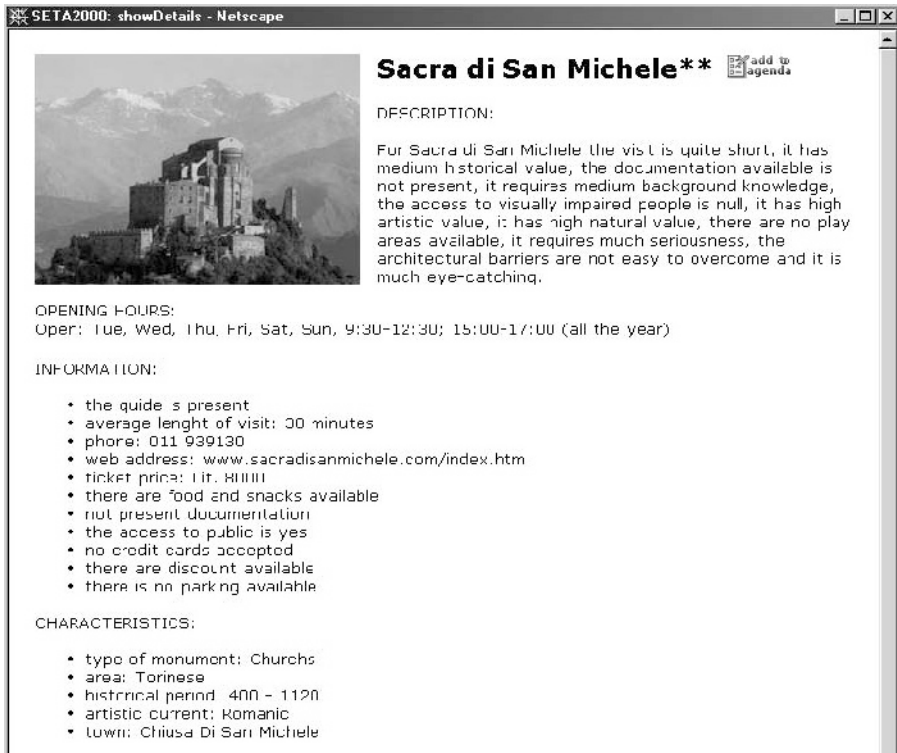 SETA2000: showDetails - Netscape
Sacra di San Michele** add to agenda
DESCRIPTION:
For Sacra di San Michele the visit is quite short, it has
medium historical value, the documentation available is
not present, it requires medium background knowledge,
the access to visually impaired people is null, it has high
artistic value, it has high natural value, there are no play
areas available, it requires much seriousness, the
architectural barriers are not easy to overcome and it is
much eye-catching.
OPENING HOURS:
Open: Tue, Wed, Thu, Fri, Sat, Sun, 9:30-12:30; 15:00-17:00 (all the year)
INFORMATION:
• the guide is present
• average lenght of visit: minutes
• phone: 011 939130
• web address: www.sacradisanmichele.com/index.htm
• ticket price: Lit. 8000
• there are food and snacks available
• not present documentation
• the access to public is yes
• no credit cards accepted
• there are discount available
• there is no parking available
CHARACTERISTICS:
• type of monument: Churchs
• area: Torinese
• historical period: 400 - 1120
• artistic current: Romanic
• town: Chiusa Di San Michele